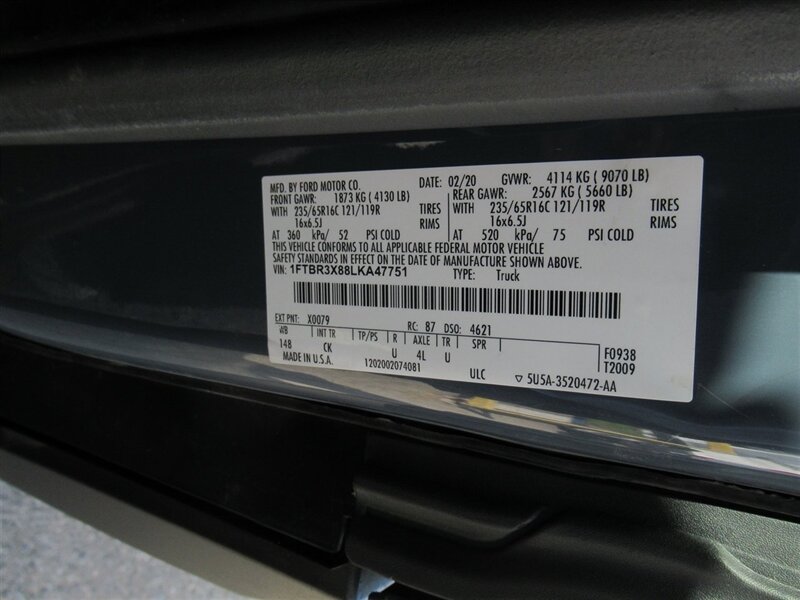 MFD. BY FORD MOTOR CO. DATE: 02/20 GVWR: 4114 KG ( 9070 LB)
FRONT GAWR: 1873 KG ( 4130 LB) REAR GAWR: 2567 KG ( 5660 LB)
WITH 235/65R16C 121/119R TIRES WITH 235/65R16C 121/119R TIRES
16x6.5J RIMS 16x6.5J RIMS
AT 360 kPa/ 52 PSI COLD AT 520 kPa/ 75 PSI COLD
THIS VEHICLE CONFORMS TO ALL APPLICABLE FEDERAL MOTOR VEHICLE
SAFETY STANDARDS IN EFFECT ON THE DATE OF MANUFACTURE SHOWN ABOVE.
VIN: 1FTBR3X88LKA47751 TYPE: Truck
EXT PNT: X0079 RC: 87 DSO: 4621
WB INT TR TP/PS R AXLE TR SPR F0938
148 CK U 4L U T2009
MADE IN U.S.A. 1202002074081 ULC ▽ 5U5A-3520472-AA